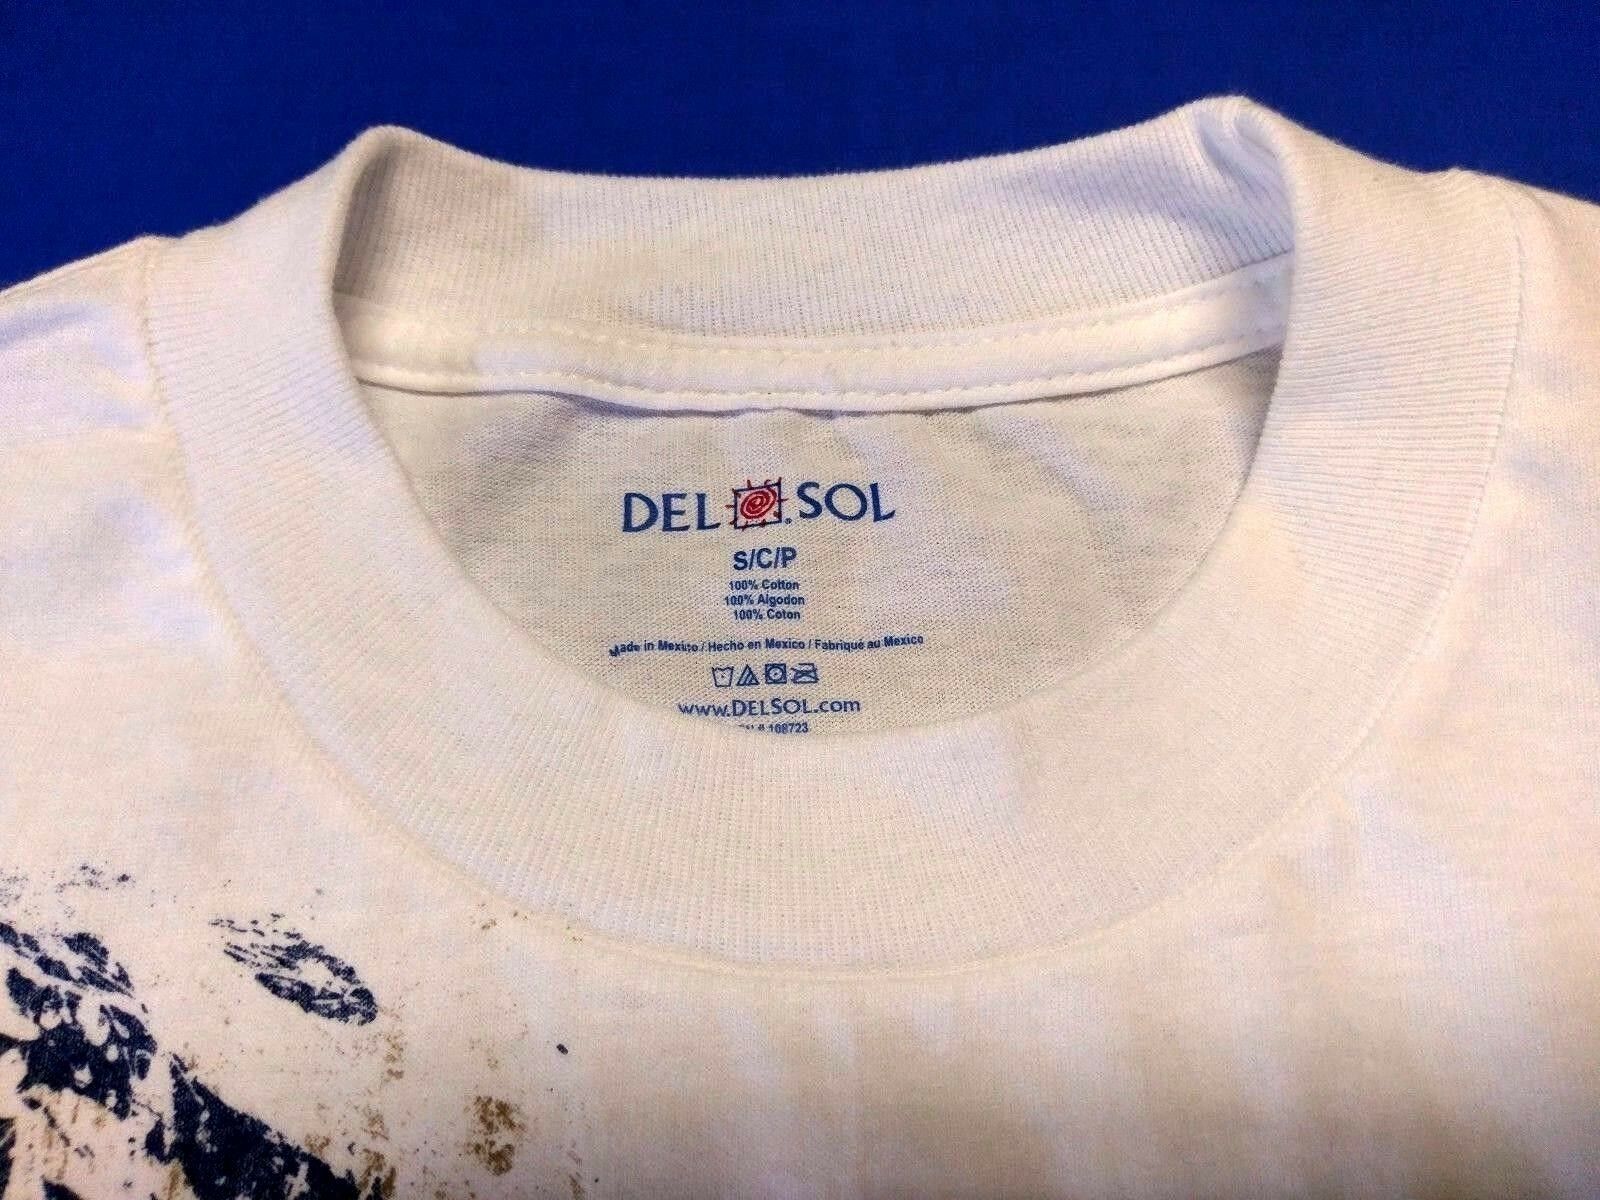 DEL SOL
S/C/P
100% Cotton
100% Algodon
100% Coton
Made in Mexico / Hecho en Mexico / Fabriqué au Mexico
www.DELSOL.com
# 108723